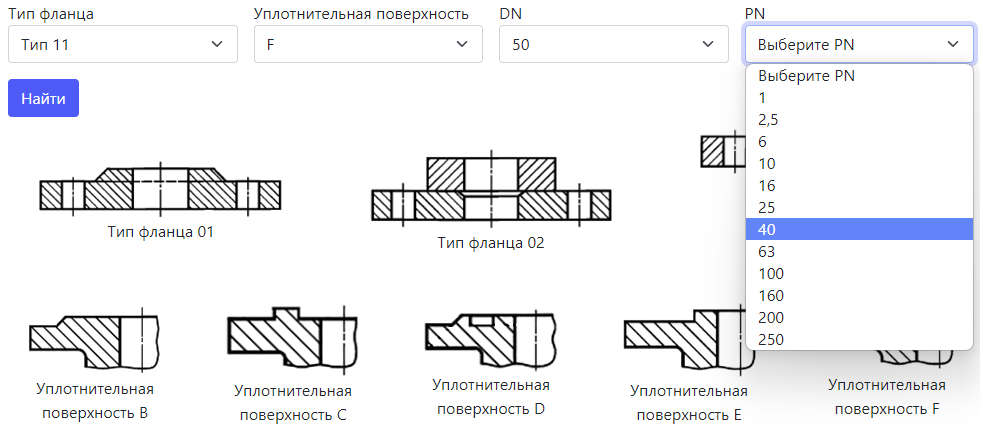 Тип фланца
Уплотнительная поверхность
DN
PN
Тип 11
F
50
Выберите PN
Выберите PN
1
2,5
6
10
16
25
40
63
100
160
200
250
Найти
Тип фланца 01
Тип фланца 02
Уплотнительная
поверхность B
Уплотнительная
поверхность C
Уплотнительная
поверхность D
Уплотнительная
поверхность E
Уплотнительная
поверхность F